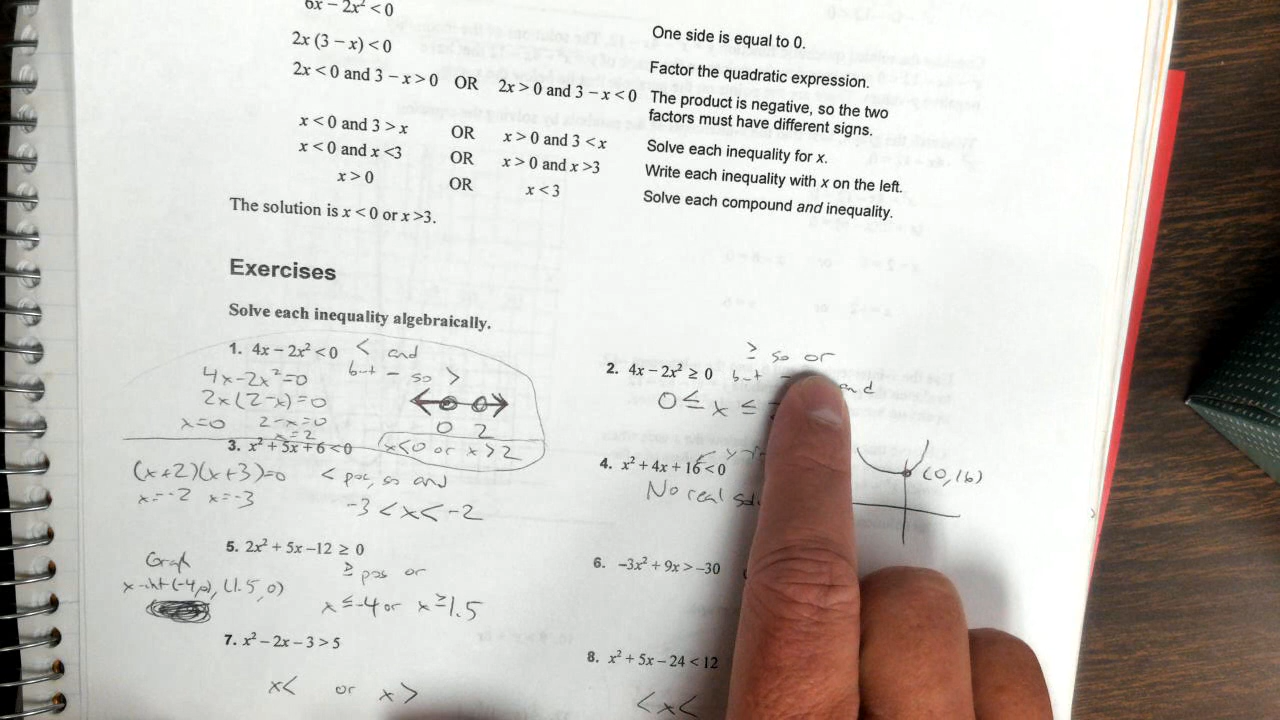 6x – 2x² < 0
One side is equal to 0.
2x (3 – x) < 0
Factor the quadratic expression.
2x < 0 and 3 – x > 0 OR 2x > 0 and 3 – x < 0
The product is negative, so the two
factors must have different signs.
x < 0 and 3 > x OR x > 0 and 3 < x
Solve each inequality for x.
x < 0 and x <3 OR x > 0 and x >3
Write each inequality with x on the left.
x > 0 OR x < 3
Solve each compound and inequality.
The solution is x < 0 or x >3.
Exercises
Solve each inequality algebraically.
1. 4x – 2x² < 0 < and
but – so >
4x-2x²=0
2x(2-x)=0
x=0 2-x=0
x=2
0 2
x<0 or x>2
≥ so or
2. 4x – 2x² ≥ 0 but –
and
0 ≤ x ≤
3. x² + 5x + 6 < 0
(x+2)(x+3)=0 < pos, so and
x=-2 x=-3
-3 < x < -2
4. x² + 4x + 16 < 0
(0,16)
No real
5. 2x² + 5x –12 ≥ 0
≥ pos or
x-int (-4,0), (1.5,0)
x ≤ -4 or x ≥ 1.5
6. –3x² + 9x > –30
7. x² – 2x – 3 > 5
x< or x>
8. x² + 5x – 24 < 12
<x<